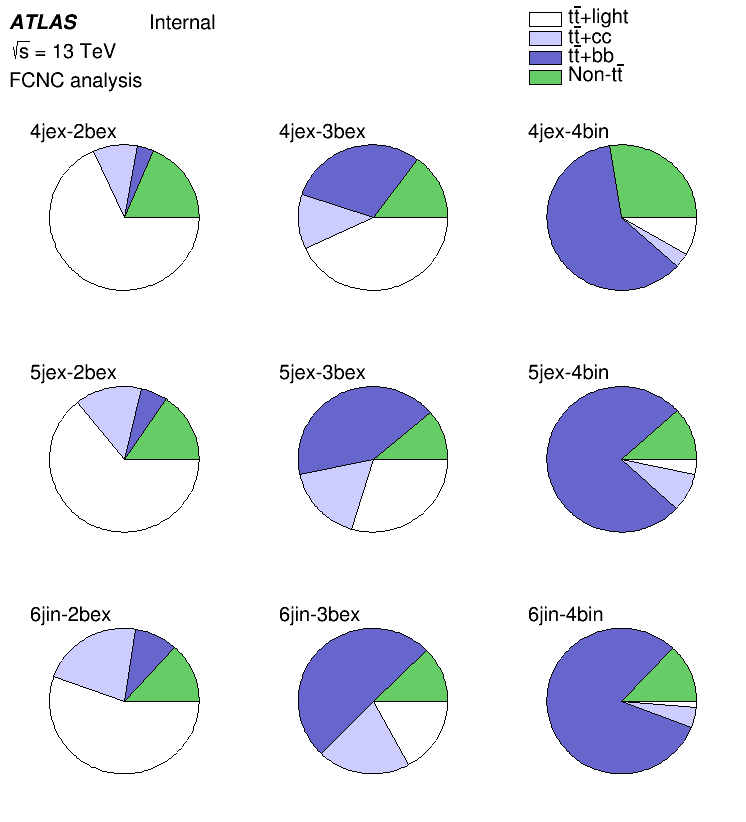 ATLAS Internal
√s = 13 TeV
FCNC analysis
tt̄+light
tt̄+cc
tt̄+bb
Non-tt̄
4jex-2bex 4jex-3bex 4jex-4bin
5jex-2bex 5jex-3bex 5jex-4bin
6jin-2bex 6jin-3bex 6jin-4bin